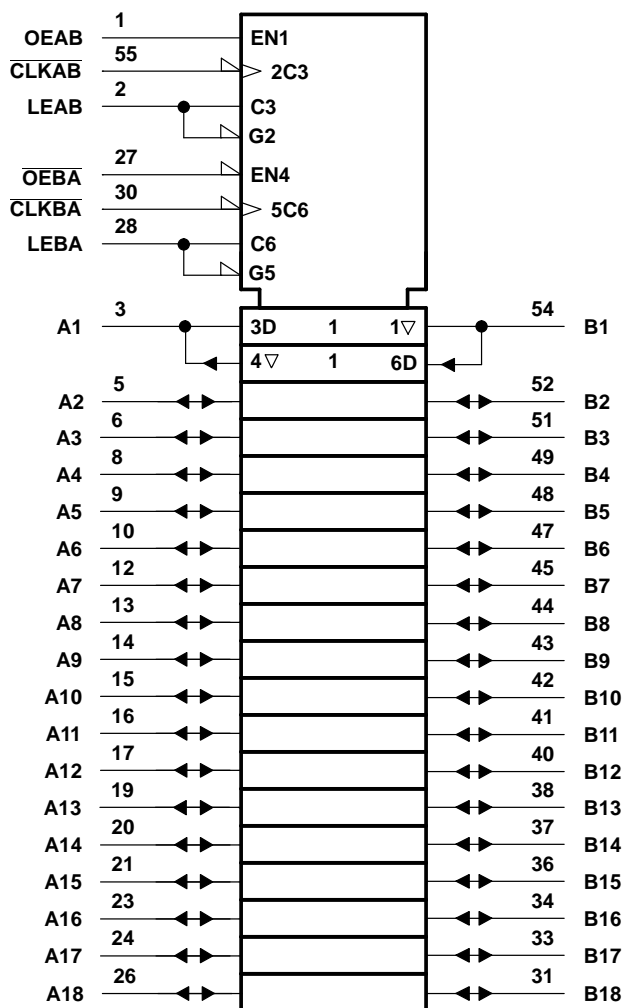 1
OEAB EN1
55
CLKAB 2C3
2
LEAB C3
G2
27
OEBA EN4
30
CLKBA 5C6
28
LEBA C6
G5
3 54
A1 3D 1 1▽ B1
4▽ 1 6D
5 52
A2 B2
6 51
A3 B3
8 49
A4 B4
9 48
A5 B5
10 47
A6 B6
12 45
A7 B7
13 44
A8 B8
14 43
A9 B9
15 42
A10 B10
16 41
A11 B11
17 40
A12 B12
19 38
A13 B13
20 37
A14 B14
21 36
A15 B15
23 34
A16 B16
24 33
A17 B17
26 31
A18 B18